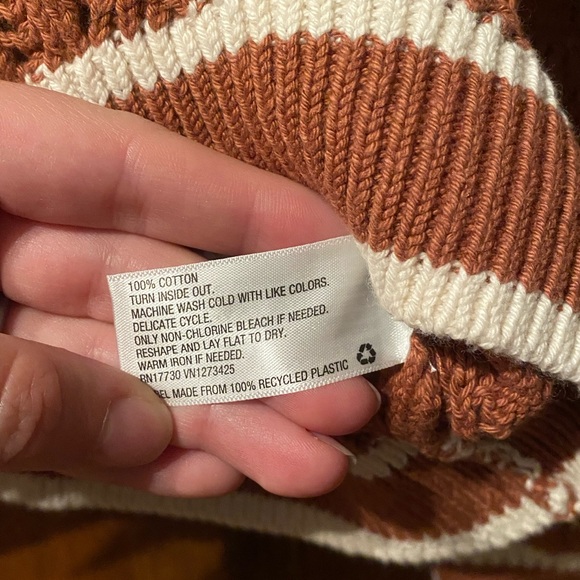 100% COTTON
TURN INSIDE OUT.
MACHINE WASH COLD WITH LIKE COLORS.
DELICATE CYCLE.
ONLY NON-CHLORINE BLEACH IF NEEDED.
RESHAPE AND LAY FLAT TO DRY.
WARM IRON IF NEEDED.
RN17730 VN1273425
MADE FROM 100% RECYCLED PLASTIC